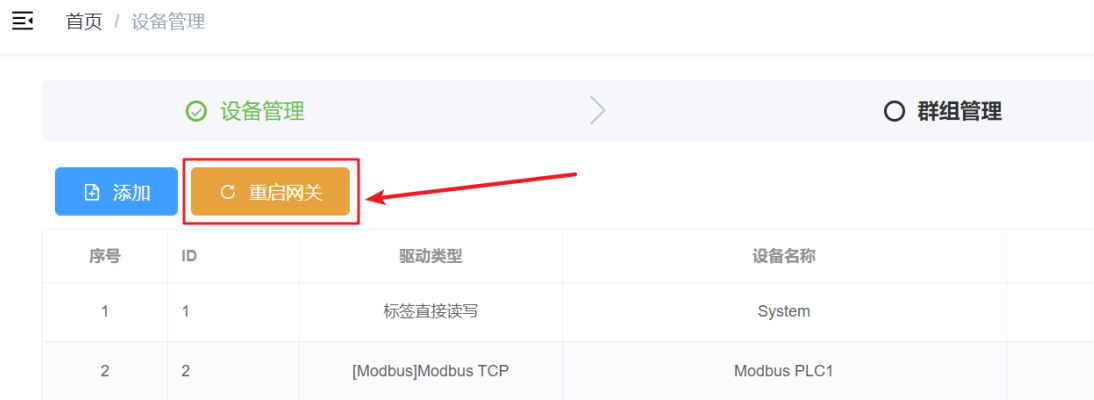 首页 / 设备管理
设备管理 群组管理
添加 重启网关
序号 ID 驱动类型 设备名称
1 1 标签直接读写 System
2 2 [Modbus]Modbus TCP Modbus PLC1